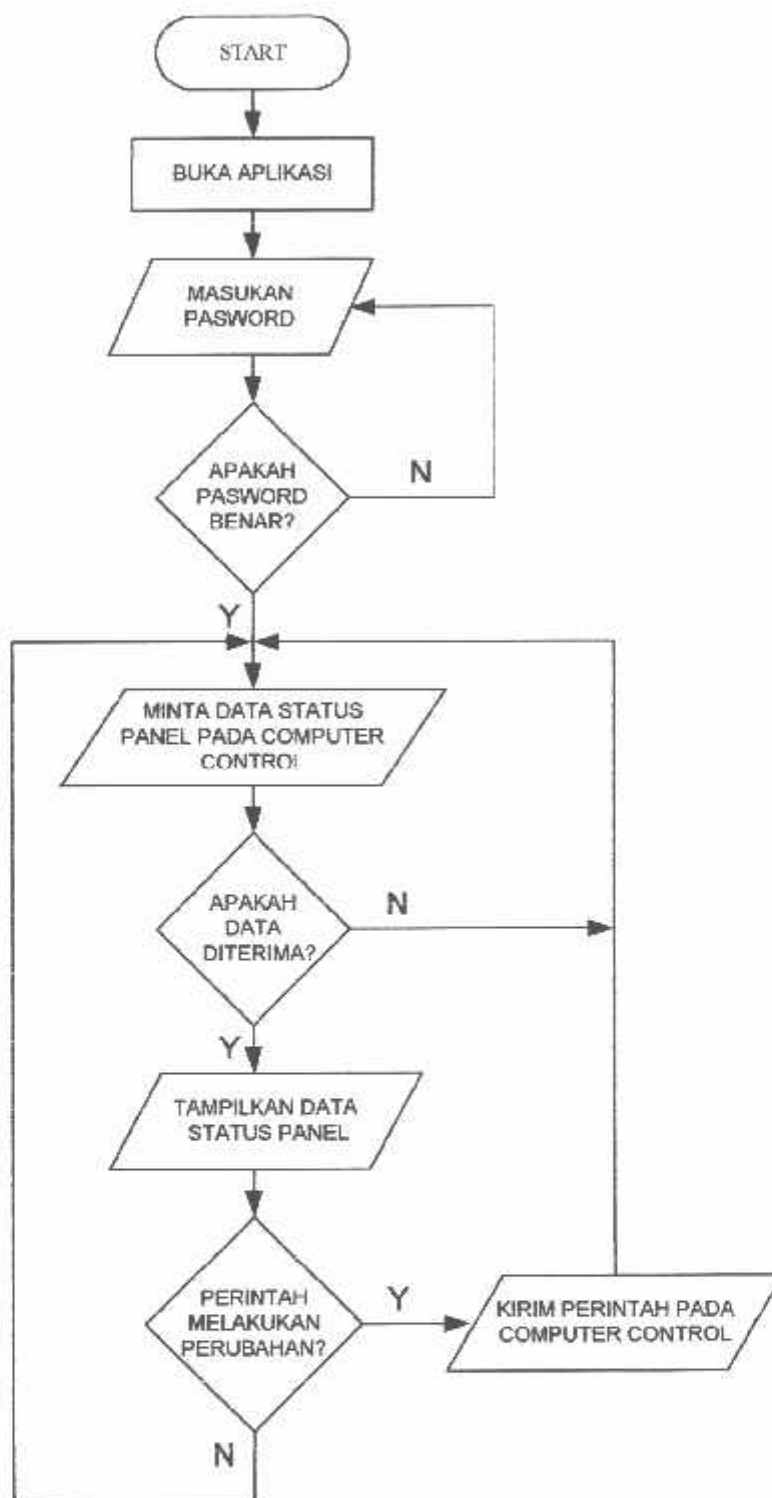 START
BUKA APLIKASI
MASUKAN
PASWORD
APAKAH
PASWORD
BENAR?
N
Y
MINTA DATA STATUS
PANEL PADA COMPUTER
CONTROL
APAKAH
DATA
DITERIMA?
N
Y
TAMPILKAN DATA
STATUS PANEL
PERINTAH
MELAKUKAN
PERUBAHAN?
Y
KIRIM PERINTAH PADA
COMPUTER CONTROL
N